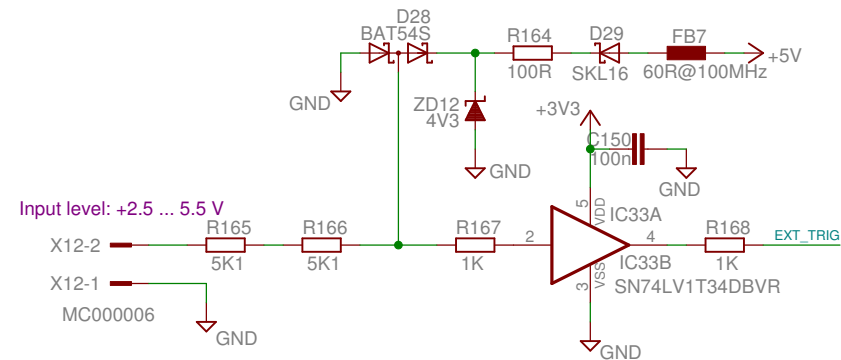 D28
BAT54S
R164
100R
D29
SKL16
FB7
60R@100MHz
+5V
GND
ZD12
4V3
GND
+3V3
C150
100n
GND
Input level: +2.5 ... 5.5 V
X12-2
R165
5K1
R166
5K1
R167
1K
2
5
VDD
IC33A
4
IC33B
VSS
3
SN74LV1T34DBVR
R168
1K
EXT_TRIG
X12-1
MC000006
GND
GND